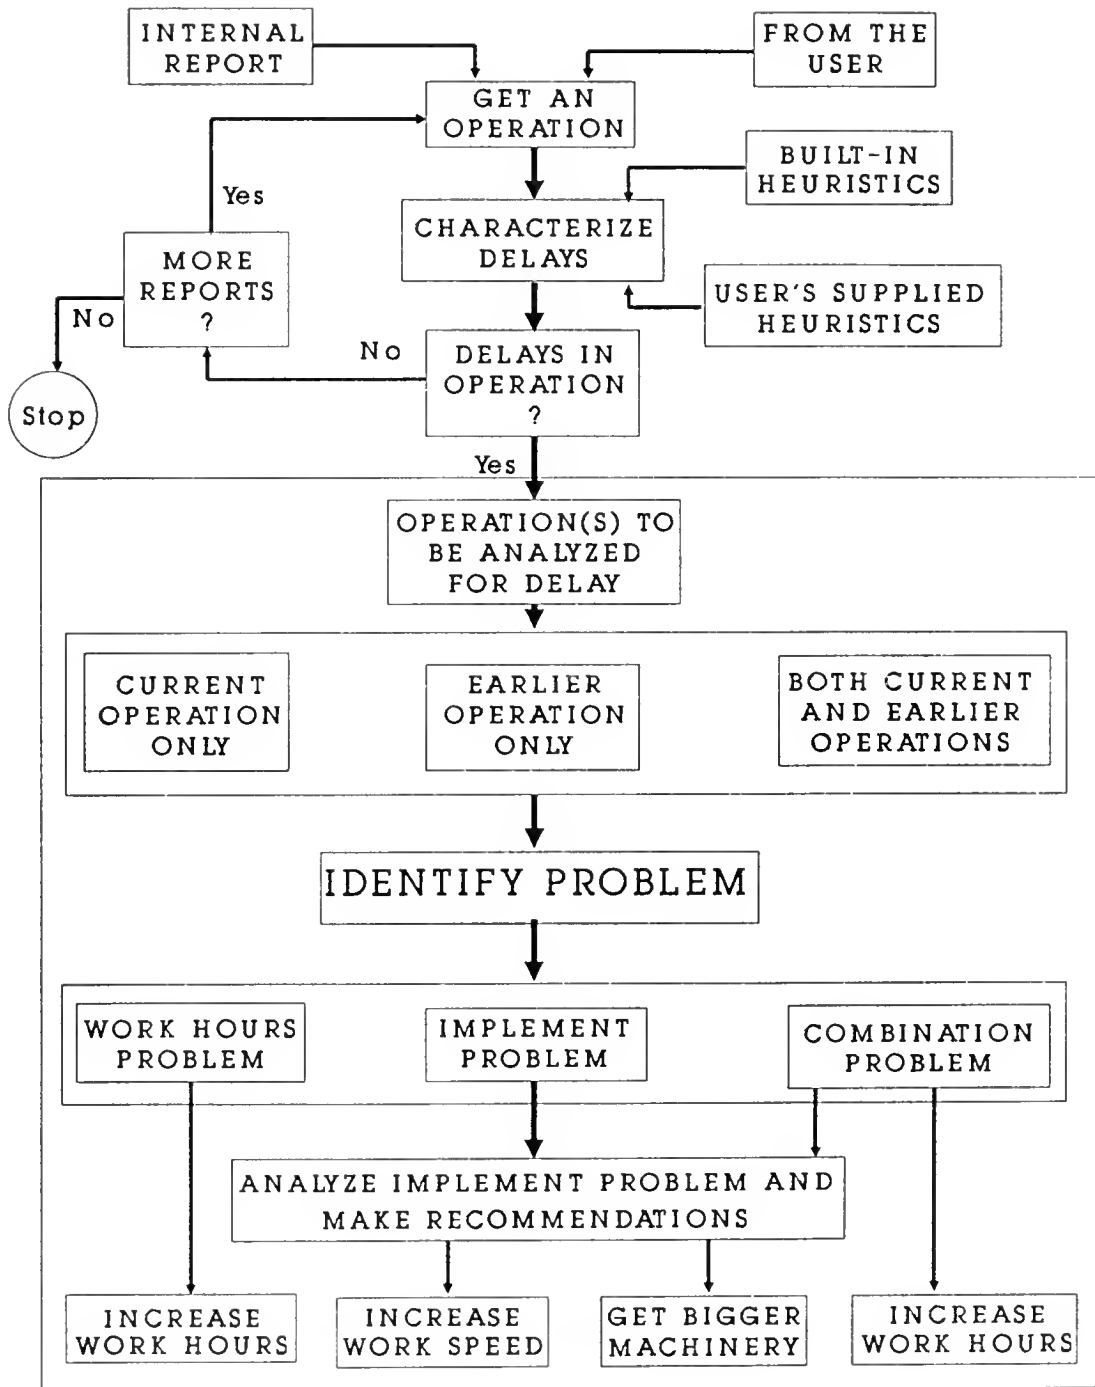 INTERNAL
REPORT
FROM THE
USER
GET AN
OPERATION
BUILT-IN
HEURISTICS
Yes
CHARACTERIZE
DELAYS
MORE
REPORTS
?
USER'S SUPPLIED
HEURISTICS
No
No
DELAYS IN
OPERATION
?
Stop
Yes
OPERATION(S) TO
BE ANALYZED
FOR DELAY
CURRENT
OPERATION
ONLY
EARLIER
OPERATION
ONLY
BOTH CURRENT
AND EARLIER
OPERATIONS
IDENTIFY PROBLEM
WORK HOURS
PROBLEM
IMPLEMENT
PROBLEM
COMBINATION
PROBLEM
ANALYZE IMPLEMENT PROBLEM AND
MAKE RECOMMENDATIONS
INCREASE
WORK HOURS
INCREASE
WORK SPEED
GET BIGGER
MACHINERY
INCREASE
WORK HOURS